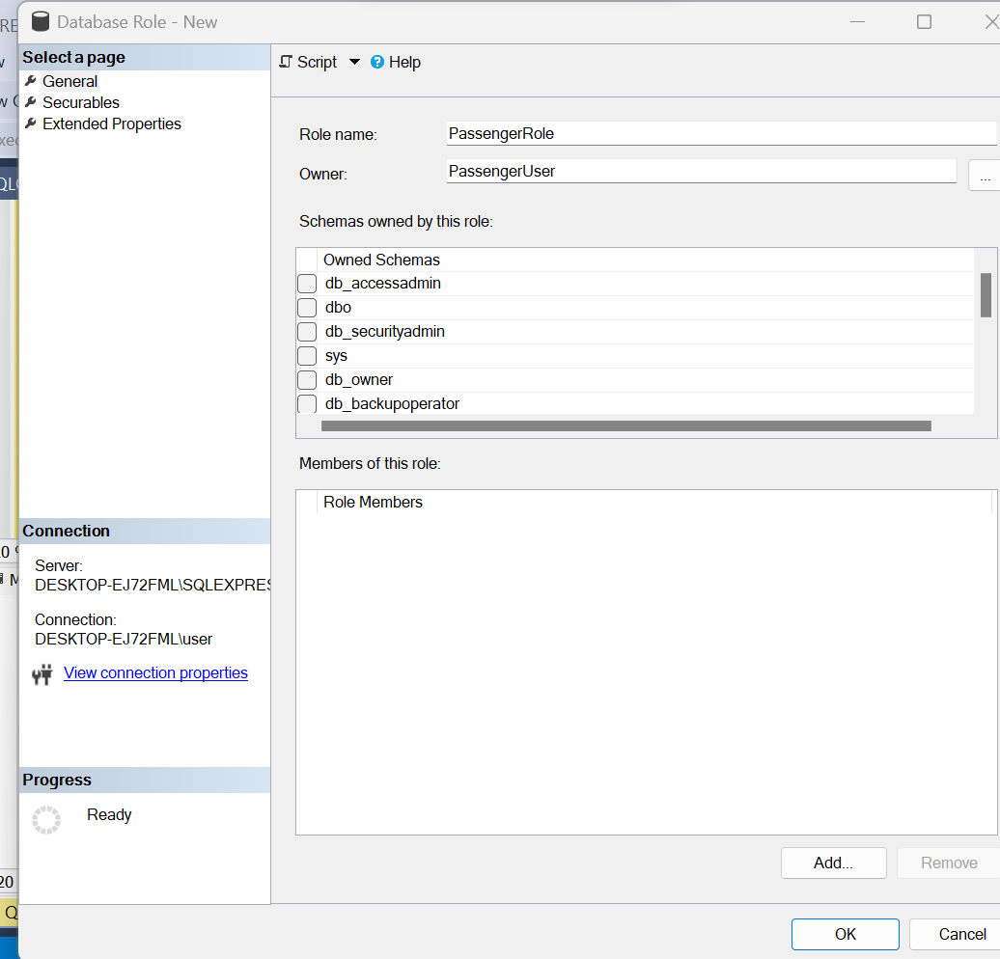 Database Role - New
Select a page
General
Securables
Extended Properties
Script
Help
Role name:
PassengerRole
Owner:
PassengerUser
...
Schemas owned by this role:
Owned Schemas
db_accessadmin
dbo
db_securityadmin
sys
db_owner
db_backupoperator
Members of this role:
Role Members
Connection
Server:
DESKTOP-EJ72FML\SQLEXPRES
Connection:
DESKTOP-EJ72FML\user
View connection properties
Progress
Ready
Add...
Remove
OK
Cancel